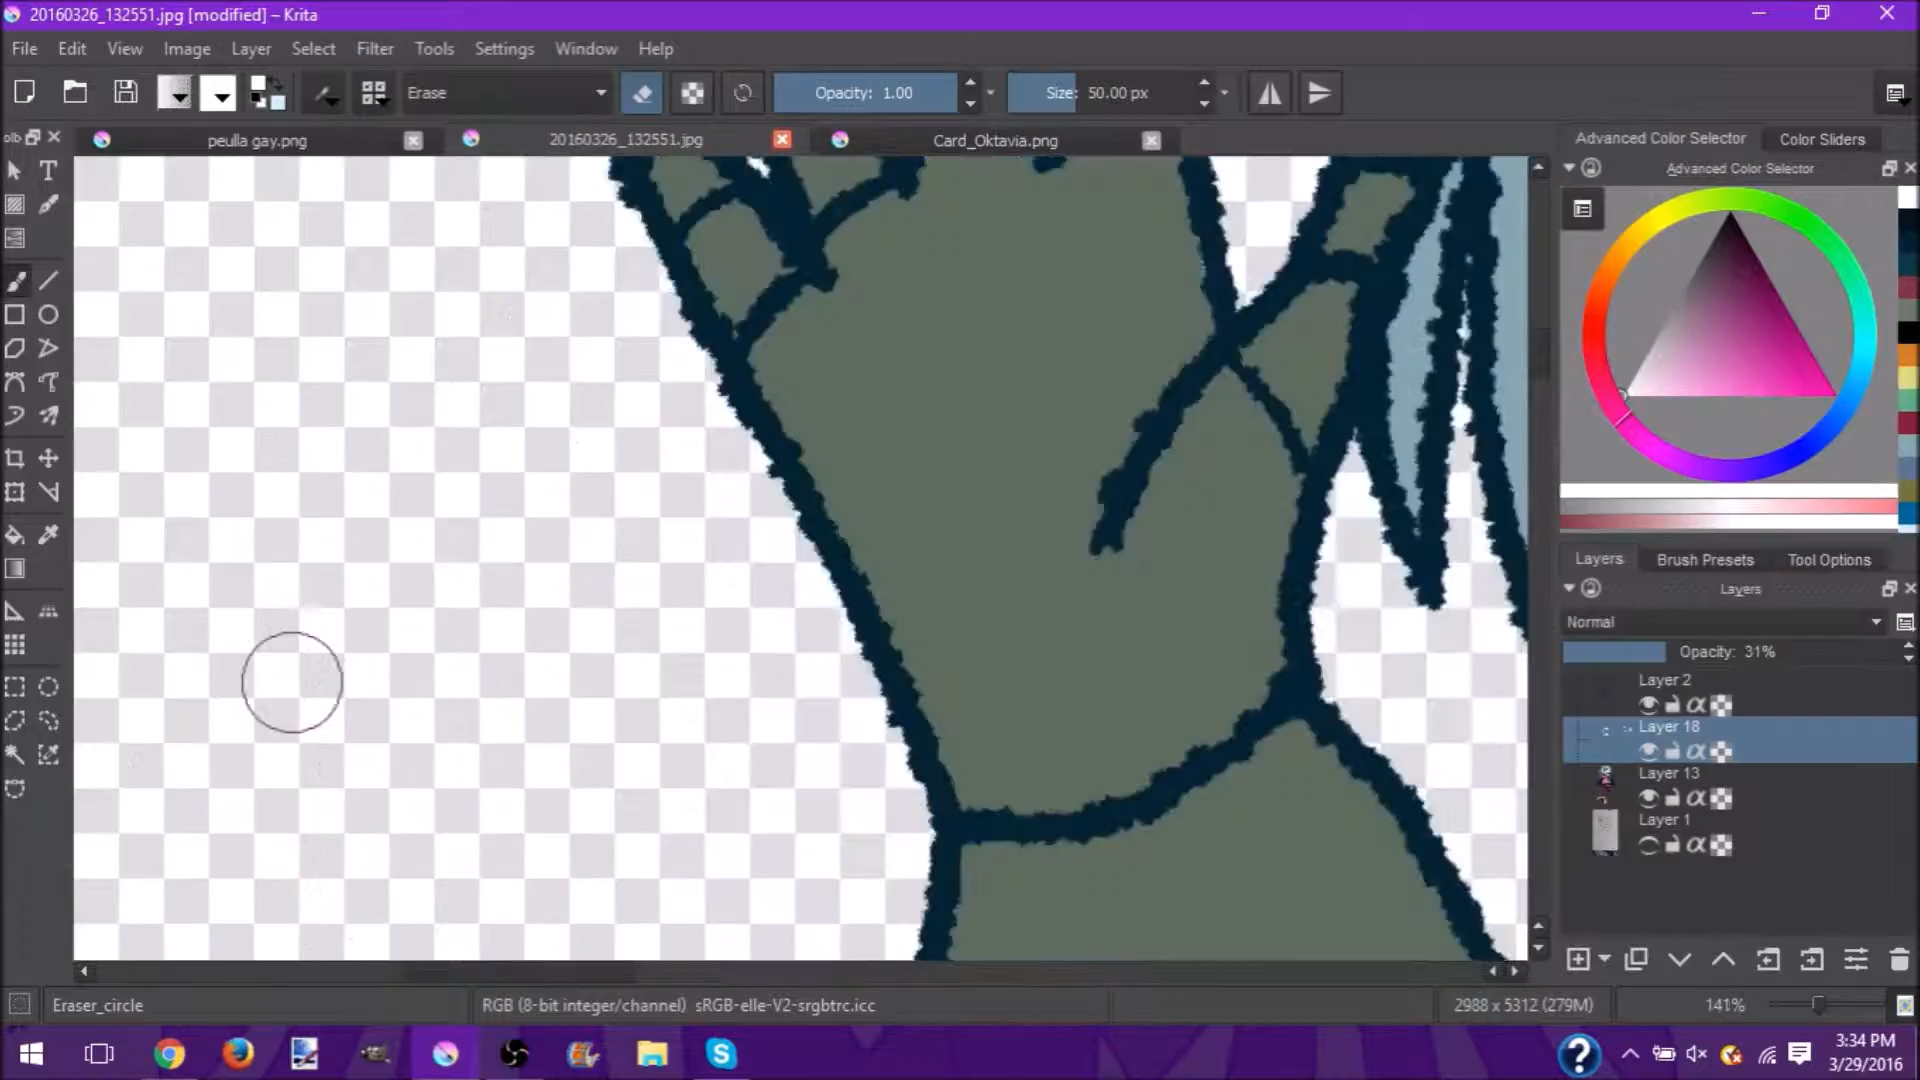 20160326_132551.jpg [modified] – Krita
File Edit View Image Layer Select Filter Tools Settings Window Help
Erase Opacity: 1.00 Size: 50.00 px
peulla gay.png 20160326_132551.jpg Card_Oktavia.png
Advanced Color Selector Color Sliders
Advanced Color Selector
Layers Brush Presets Tool Options
Layers
Normal
Opacity: 31%
Layer 2
Layer 18
Layer 13
Layer 1
Eraser_circle RGB (8-bit integer/channel) sRGB-elle-V2-srgbtrc.icc 2988 x 5312 (279M) 141%
3:34 PM
3/29/2016